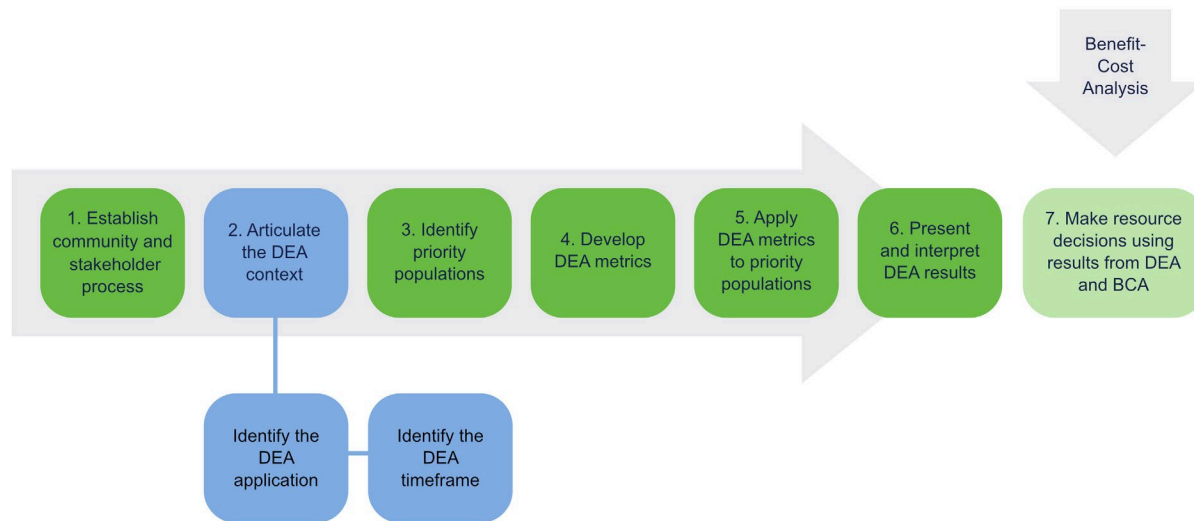 Benefit-
Cost
Analysis
1. Establish
community and
stakeholder
process
2. Articulate
the DEA
context
3. Identify
priority
populations
4. Develop
DEA metrics
5. Apply
DEA metrics
to priority
populations
6. Present
and interpret
DEA results
7. Make resource
decisions using
results from DEA
and BCA
Identify the
DEA
application
Identify the
DEA
timeframe